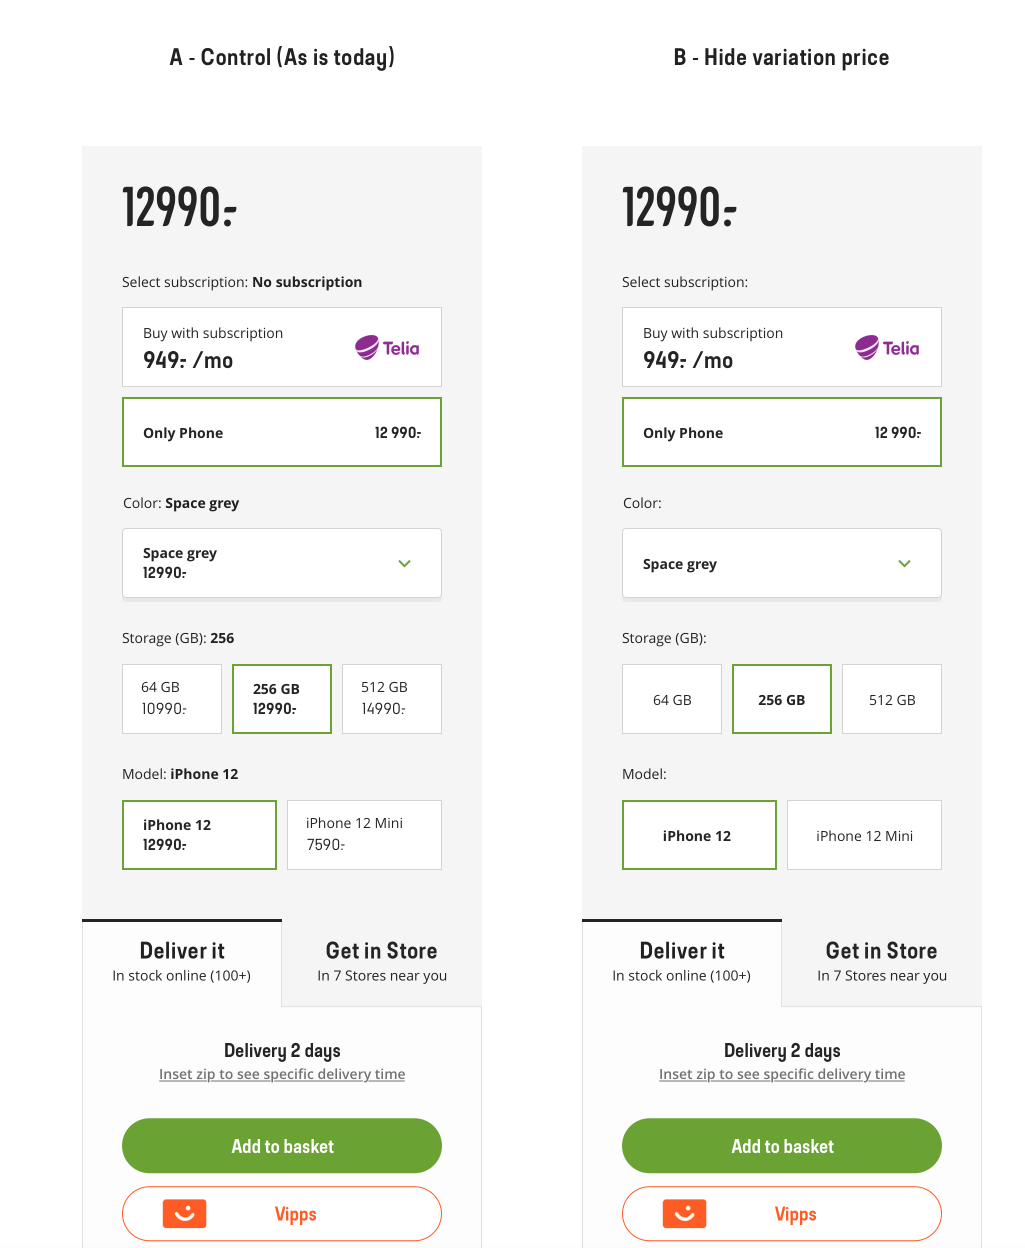 A - Control (As is today)
12990.-
Select subscription: No subscription
Buy with subscription
949.- /mo
Telia
Only Phone 12 990.-
Color: Space grey
Space grey
12990.-
Storage (GB): 256
64 GB
10990.-
256 GB
12990.-
512 GB
14990.-
Model: iPhone 12
iPhone 12
12990.-
iPhone 12 Mini
7590.-
Deliver it
In stock online (100+)
Get in Store
In 7 Stores near you
Delivery 2 days
Inset zip to see specific delivery time
Add to basket
Vipps
B - Hide variation price
12990.-
Select subscription:
Buy with subscription
949.- /mo
Telia
Only Phone 12 990.-
Color:
Space grey
Storage (GB):
64 GB
256 GB
512 GB
Model:
iPhone 12
iPhone 12 Mini
Deliver it
In stock online (100+)
Get in Store
In 7 Stores near you
Delivery 2 days
Inset zip to see specific delivery time
Add to basket
Vipps